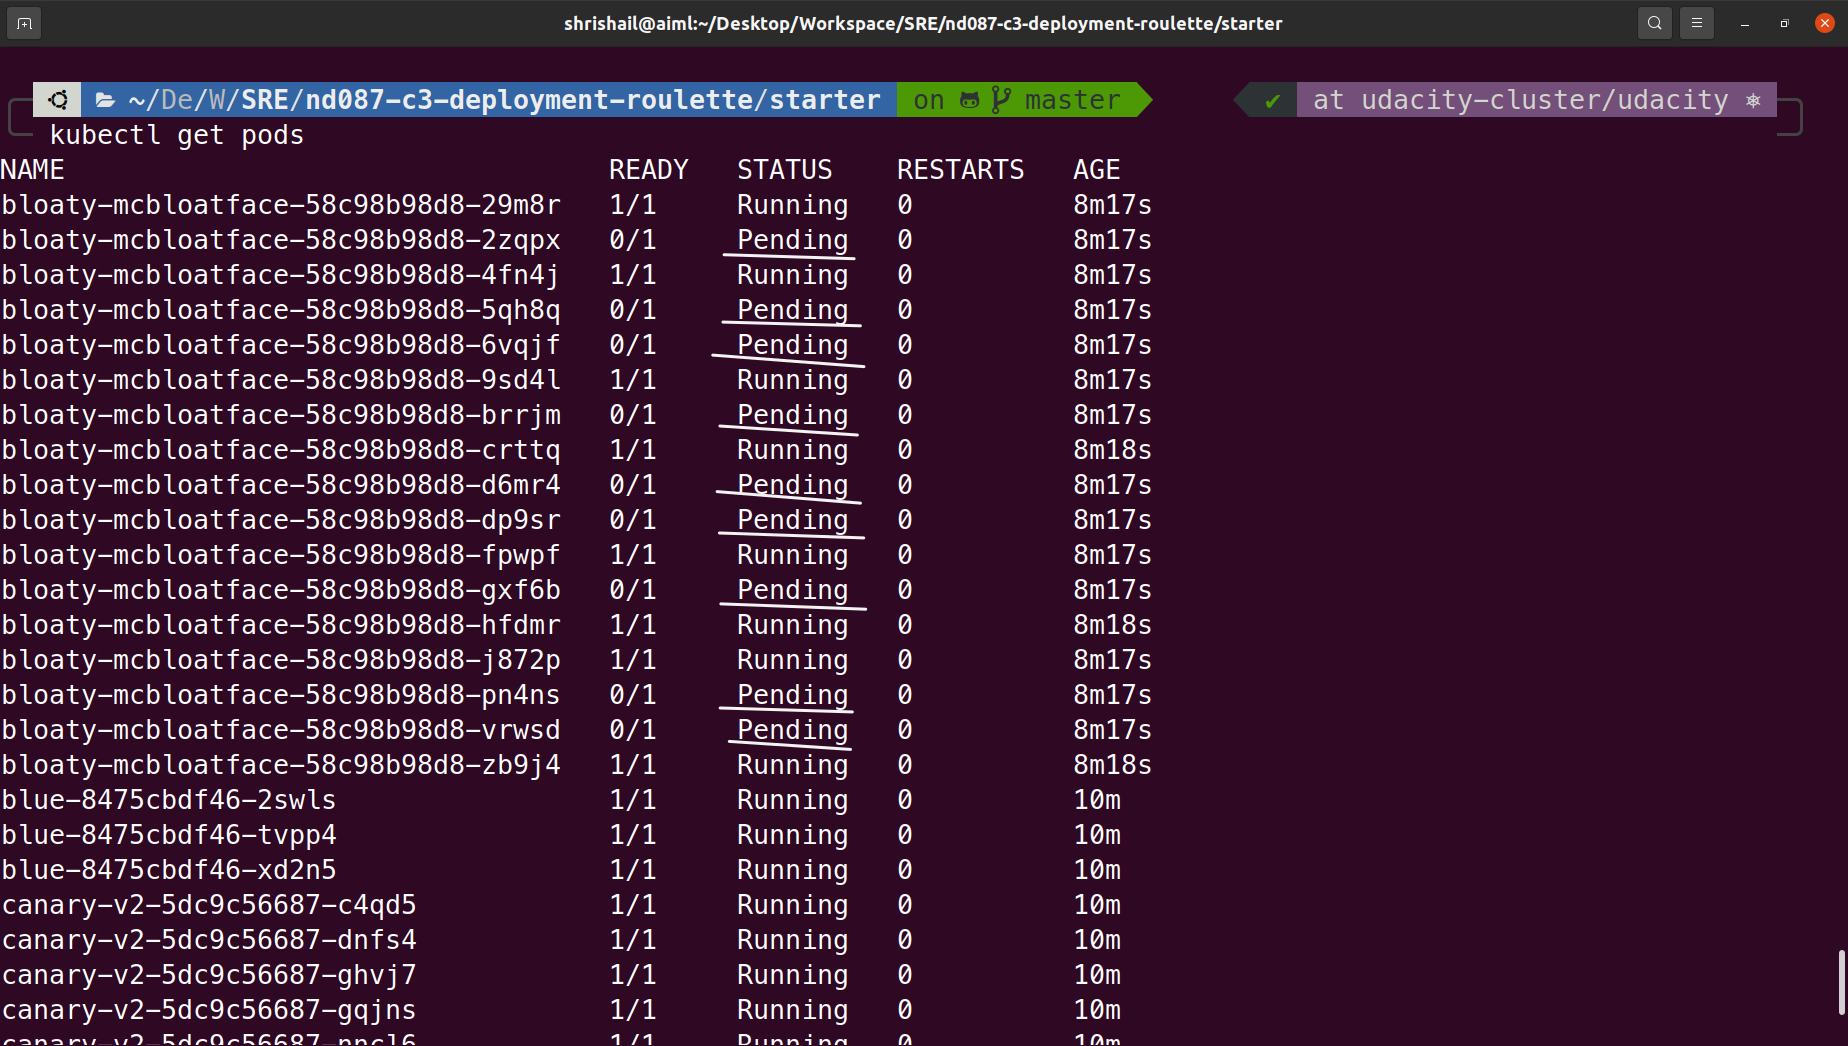 shrishail@aiml:~/Desktop/Workspace/SRE/nd087-c3-deployment-roulette/starter
~/De/W/SRE/nd087-c3-deployment-roulette/starter on master ✔ at udacity-cluster/udacity
kubectl get pods
NAME READY STATUS RESTARTS AGE
bloaty-mcbloatface-58c98b98d8-29m8r 1/1 Running 0 8m17s
bloaty-mcbloatface-58c98b98d8-2zqpx 0/1 Pending 0 8m17s
bloaty-mcbloatface-58c98b98d8-4fn4j 1/1 Running 0 8m17s
bloaty-mcbloatface-58c98b98d8-5qh8q 0/1 Pending 0 8m17s
bloaty-mcbloatface-58c98b98d8-6vqjf 0/1 Pending 0 8m17s
bloaty-mcbloatface-58c98b98d8-9sd4l 1/1 Running 0 8m17s
bloaty-mcbloatface-58c98b98d8-brrjm 0/1 Pending 0 8m17s
bloaty-mcbloatface-58c98b98d8-crttq 1/1 Running 0 8m18s
bloaty-mcbloatface-58c98b98d8-d6mr4 0/1 Pending 0 8m17s
bloaty-mcbloatface-58c98b98d8-dp9sr 0/1 Pending 0 8m17s
bloaty-mcbloatface-58c98b98d8-fpwpf 1/1 Running 0 8m17s
bloaty-mcbloatface-58c98b98d8-gxf6b 0/1 Pending 0 8m17s
bloaty-mcbloatface-58c98b98d8-hfdmr 1/1 Running 0 8m18s
bloaty-mcbloatface-58c98b98d8-j872p 1/1 Running 0 8m17s
bloaty-mcbloatface-58c98b98d8-pn4ns 0/1 Pending 0 8m17s
bloaty-mcbloatface-58c98b98d8-vrwsd 0/1 Pending 0 8m17s
bloaty-mcbloatface-58c98b98d8-zb9j4 1/1 Running 0 8m18s
blue-8475cbdf46-2swls 1/1 Running 0 10m
blue-8475cbdf46-tvpp4 1/1 Running 0 10m
blue-8475cbdf46-xd2n5 1/1 Running 0 10m
canary-v2-5dc9c56687-c4qd5 1/1 Running 0 10m
canary-v2-5dc9c56687-dnfs4 1/1 Running 0 10m
canary-v2-5dc9c56687-ghvj7 1/1 Running 0 10m
canary-v2-5dc9c56687-gqjns 1/1 Running 0 10m
1/1 Running 0 10m